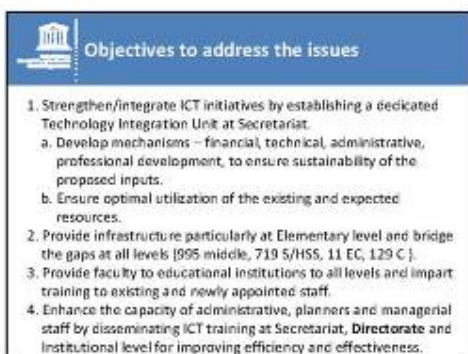 Objectives to address the issues
1. Strengthen/integrate ICT initiatives by establishing a dedicated
Technology Integration Unit at Secretariat.
a. Develop mechanisms – financial, technical, administrative,
professional development, to ensure sustainability of the
proposed inputs.
b. Ensure optimal utilization of the existing and expected
resources.
2. Provide infrastructure particularly at Elementary level and bridge
the gaps at all levels (995 middle, 719 S/HSS, 11 EC, 129 C ).
3. Provide faculty to educational institutions to all levels and impart
training to existing and newly appointed staff.
4. Enhance the capacity of administrative, planners and managerial
staff by disseminating ICT training at Secretariat, Directorate and
Institutional level for improving efficiency and effectiveness.